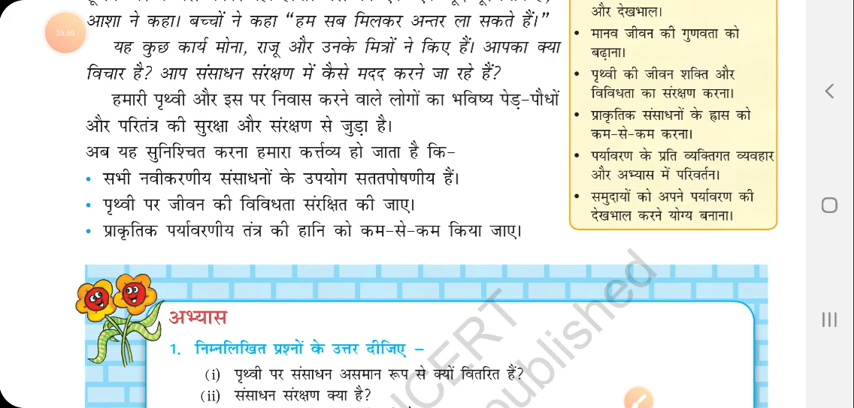 आशा ने कहा। बच्चों ने कहा “हम सब मिलकर अन्तर ला सकते हैं।”
यह कुछ कार्य मोना, राजू और उनके मित्रों ने किए हैं। आपका क्या
विचार है? आप संसाधन संरक्षण में कैसे मदद करने जा रहे हैं?
हमारी पृथ्वी और इस पर निवास करने वाले लोगों का भविष्य पेड़-पौधों
और परितंत्र की सुरक्षा और संरक्षण से जुड़ा है।
अब यह सुनिश्चित करना हमारा कर्त्तव्य हो जाता है कि-
• सभी नवीकरणीय संसाधनों के उपयोग सततपोषणीय हैं।
• पृथ्वी पर जीवन की विविधता संरक्षित की जाए।
• प्राकृतिक पर्यावरणीय तंत्र की हानि को कम-से-कम किया जाए।
और देखभाल।
• मानव जीवन की गुणवता को
बढ़ाना।
• पृथ्वी की जीवन शक्ति और
विविधता का संरक्षण करना।
• प्राकृतिक संसाधनों के ह्रास को
कम-से-कम करना।
• पर्यावरण के प्रति व्यक्तिगत व्यवहार
और अभ्यास में परिवर्तन।
• समुदायों को अपने पर्यावरण की
देखभाल करने योग्य बनाना।
अभ्यास
1. निम्नलिखित प्रश्नों के उत्तर दीजिए –
(i) पृथ्वी पर संसाधन असमान रूप से क्यों वितरित हैं?
(ii) संसाधन संरक्षण क्या है?
NCERT
published